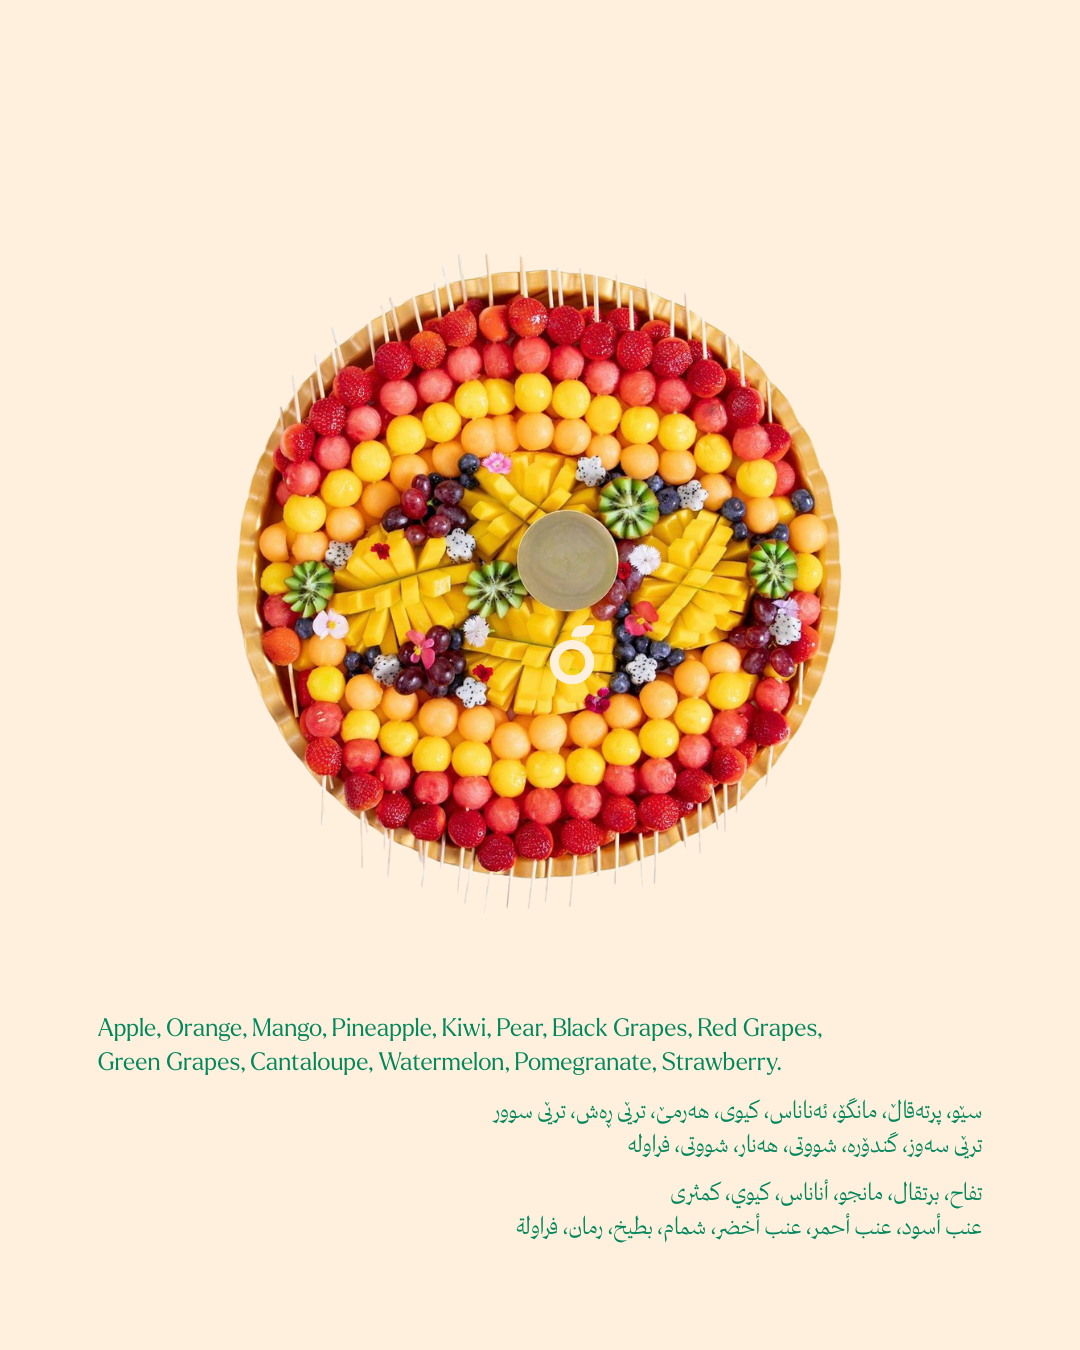 Apple, Orange, Mango, Pineapple, Kiwi, Pear, Black Grapes, Red Grapes,
Green Grapes, Cantaloupe, Watermelon, Pomegranate, Strawberry.
سێو، پرتەقاڵ، مانگۆ، ئەناناس، کیوی، هەرمێ، ترێی ڕەش، ترێی سوور
ترێی سەوز، گندۆرە، شووتی، هەنار، شووتی، فراولە
تفاح، برتقال، مانجو، أناناس، كيوي، كمثرى
عنب أسود، عنب أحمر، عنب أخضر، شمام، بطيخ، رمان، فراولة